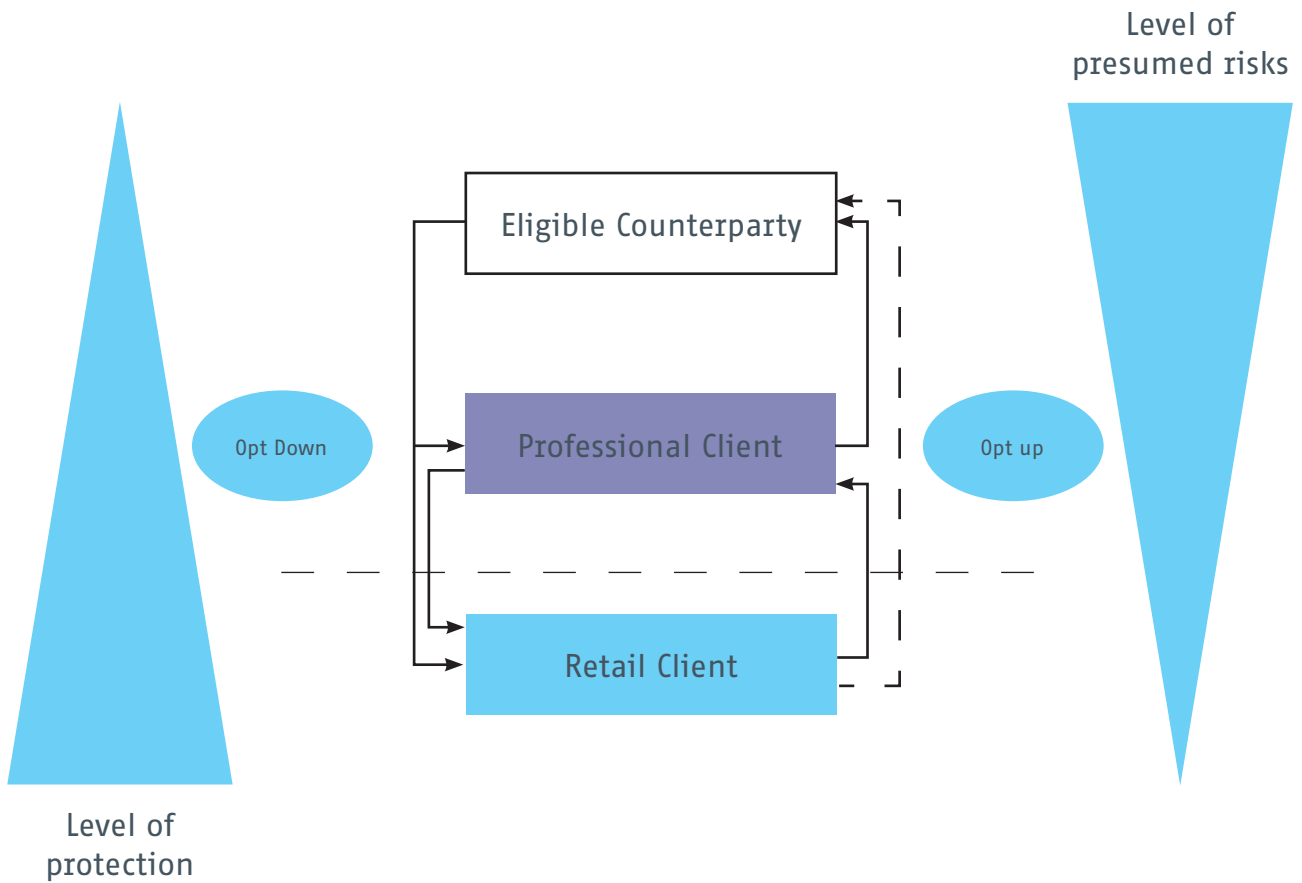 Level of
presumed risks
Eligible Counterparty
Opt Down
Professional Client
Opt up
Retail Client
Level of
protection